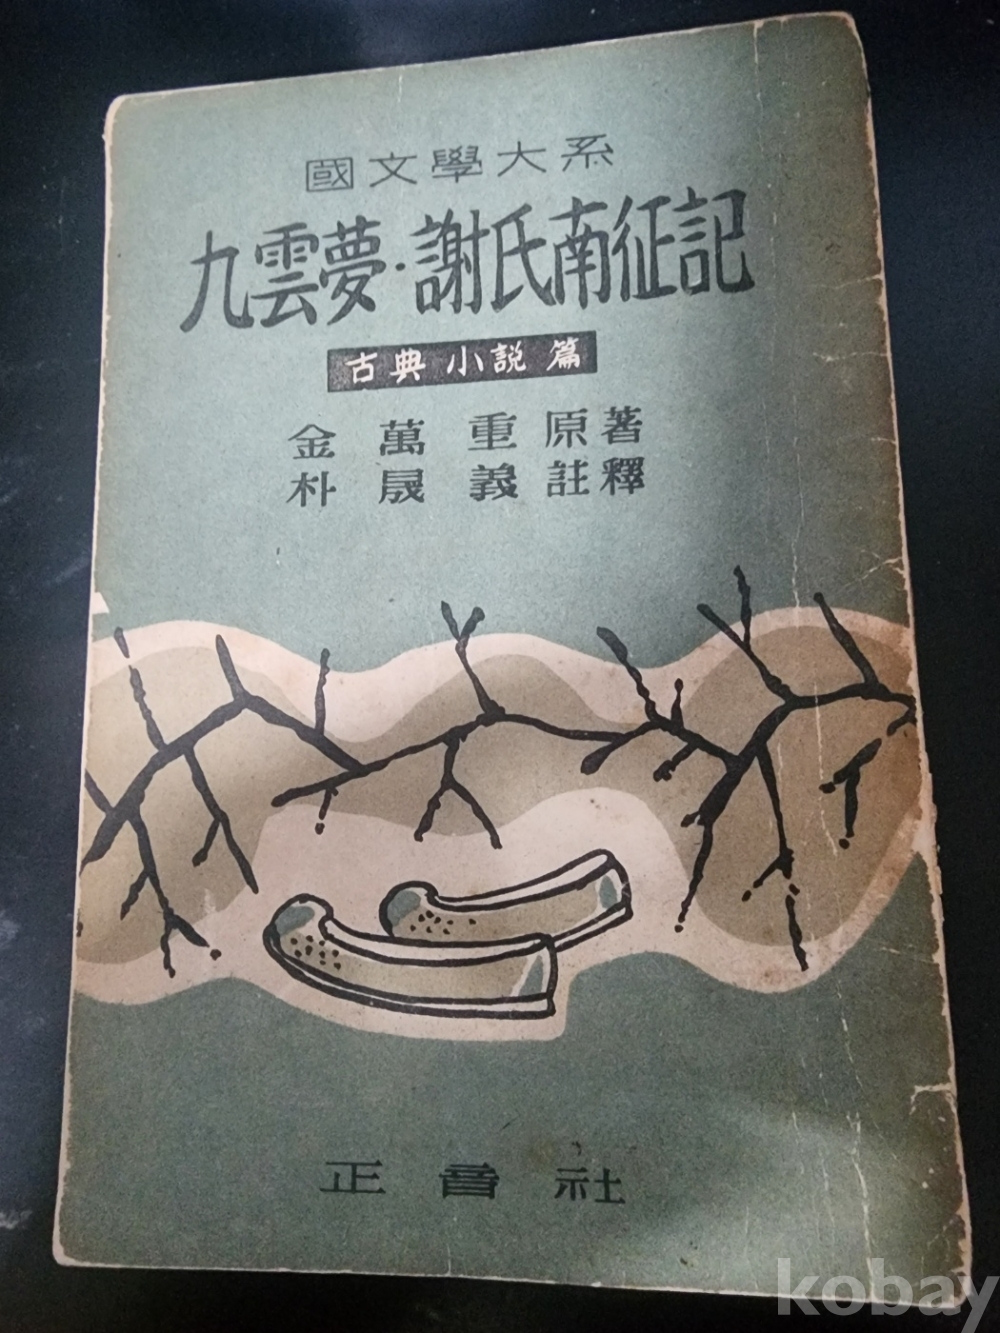 國文學大系
九雲夢·謝氏南征記
古典 小說 篇
金萬重 原著
朴晟義 註釋
正音社
kobay